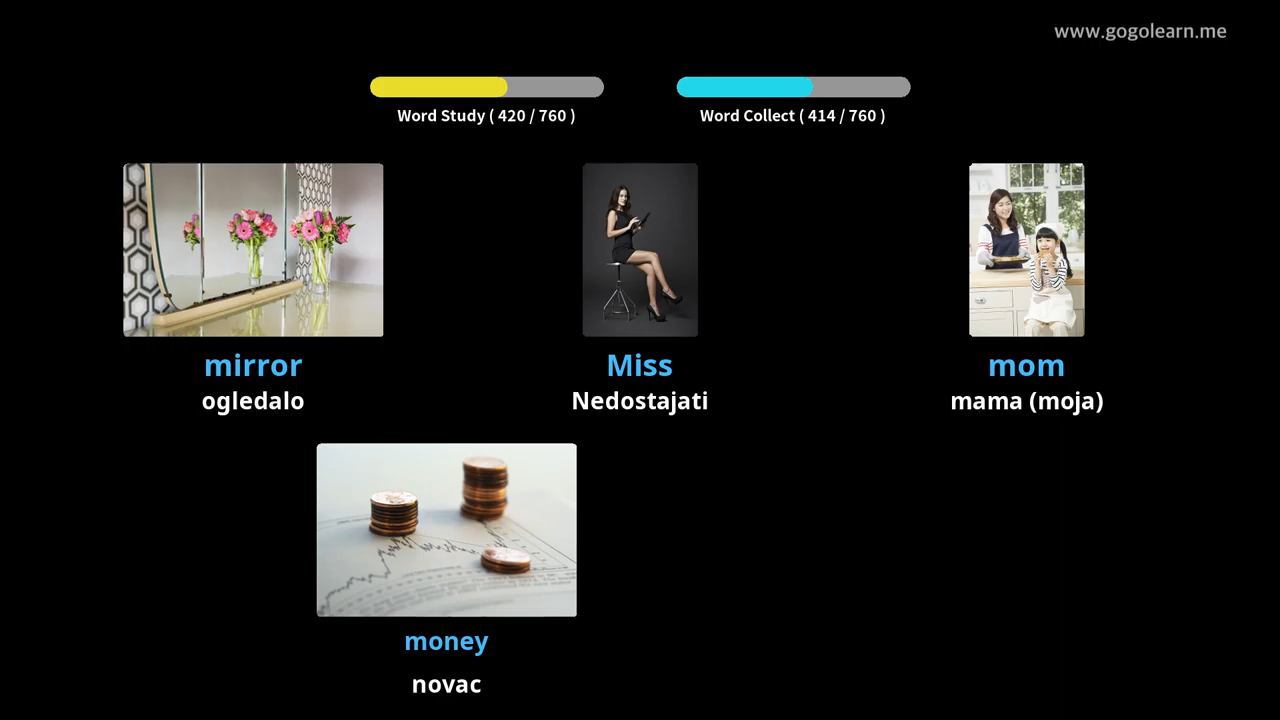 www.gogolearn.me
Word Study ( 420 / 760 )
Word Collect ( 414 / 760 )
mirror
ogledalo
Miss
Nedostajati
mom
mama (moja)
money
novac